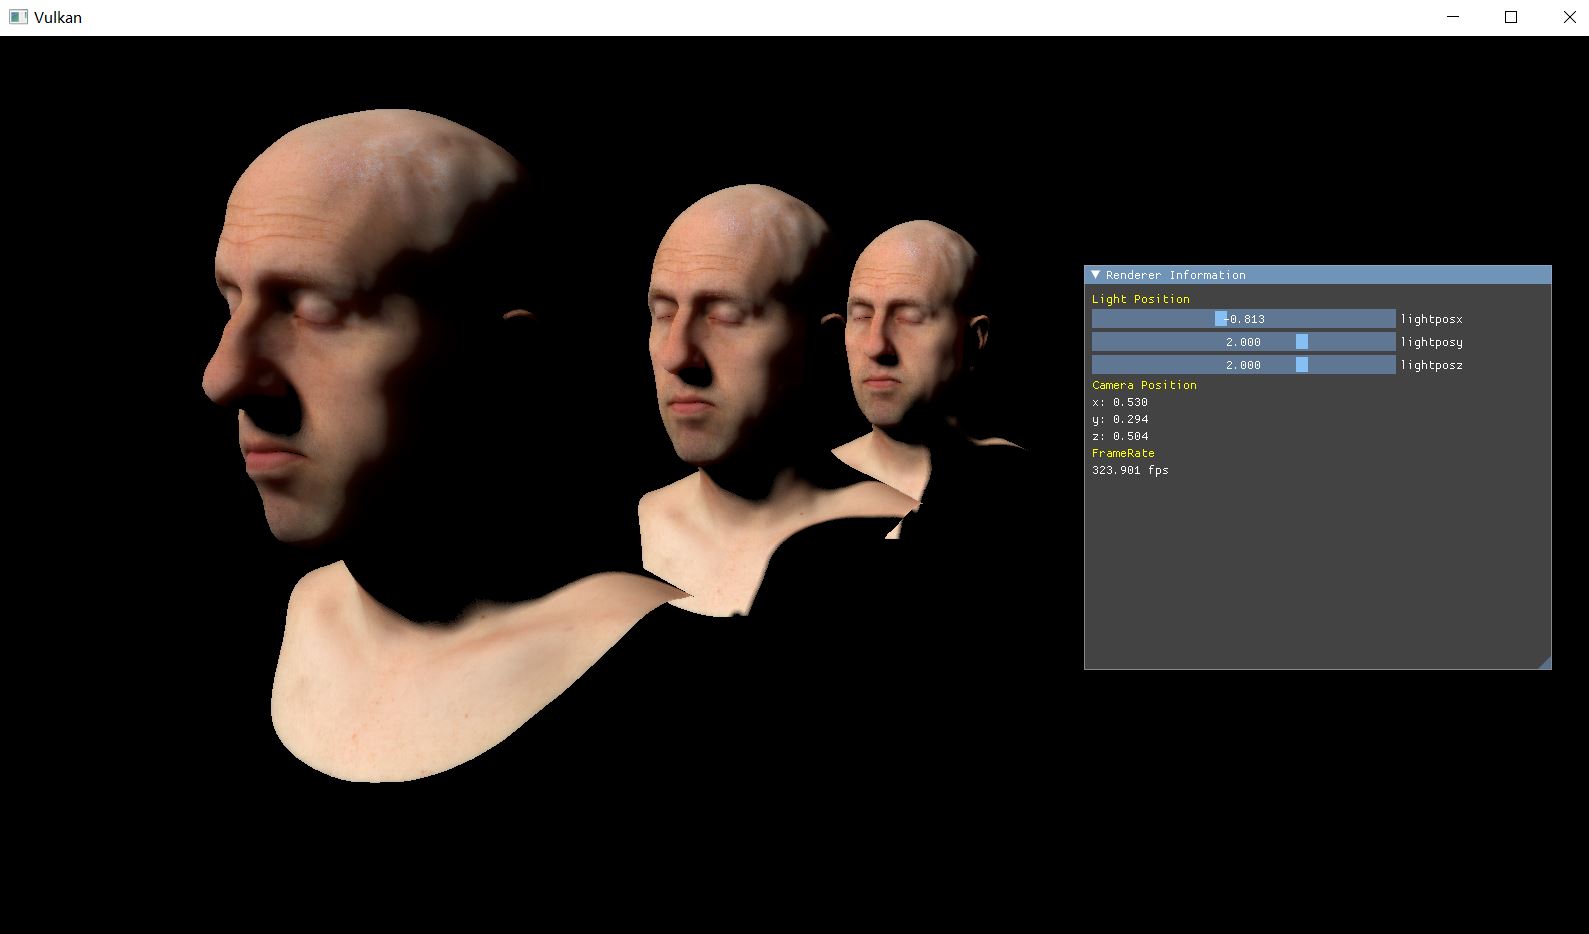 Vulkan
Renderer Information
Light Position
-0.813 lightposx
2.000 lightposy
2.000 lightposz
Camera Position
x: 0.530
y: 0.294
z: 0.504
FrameRate
323.901 fps